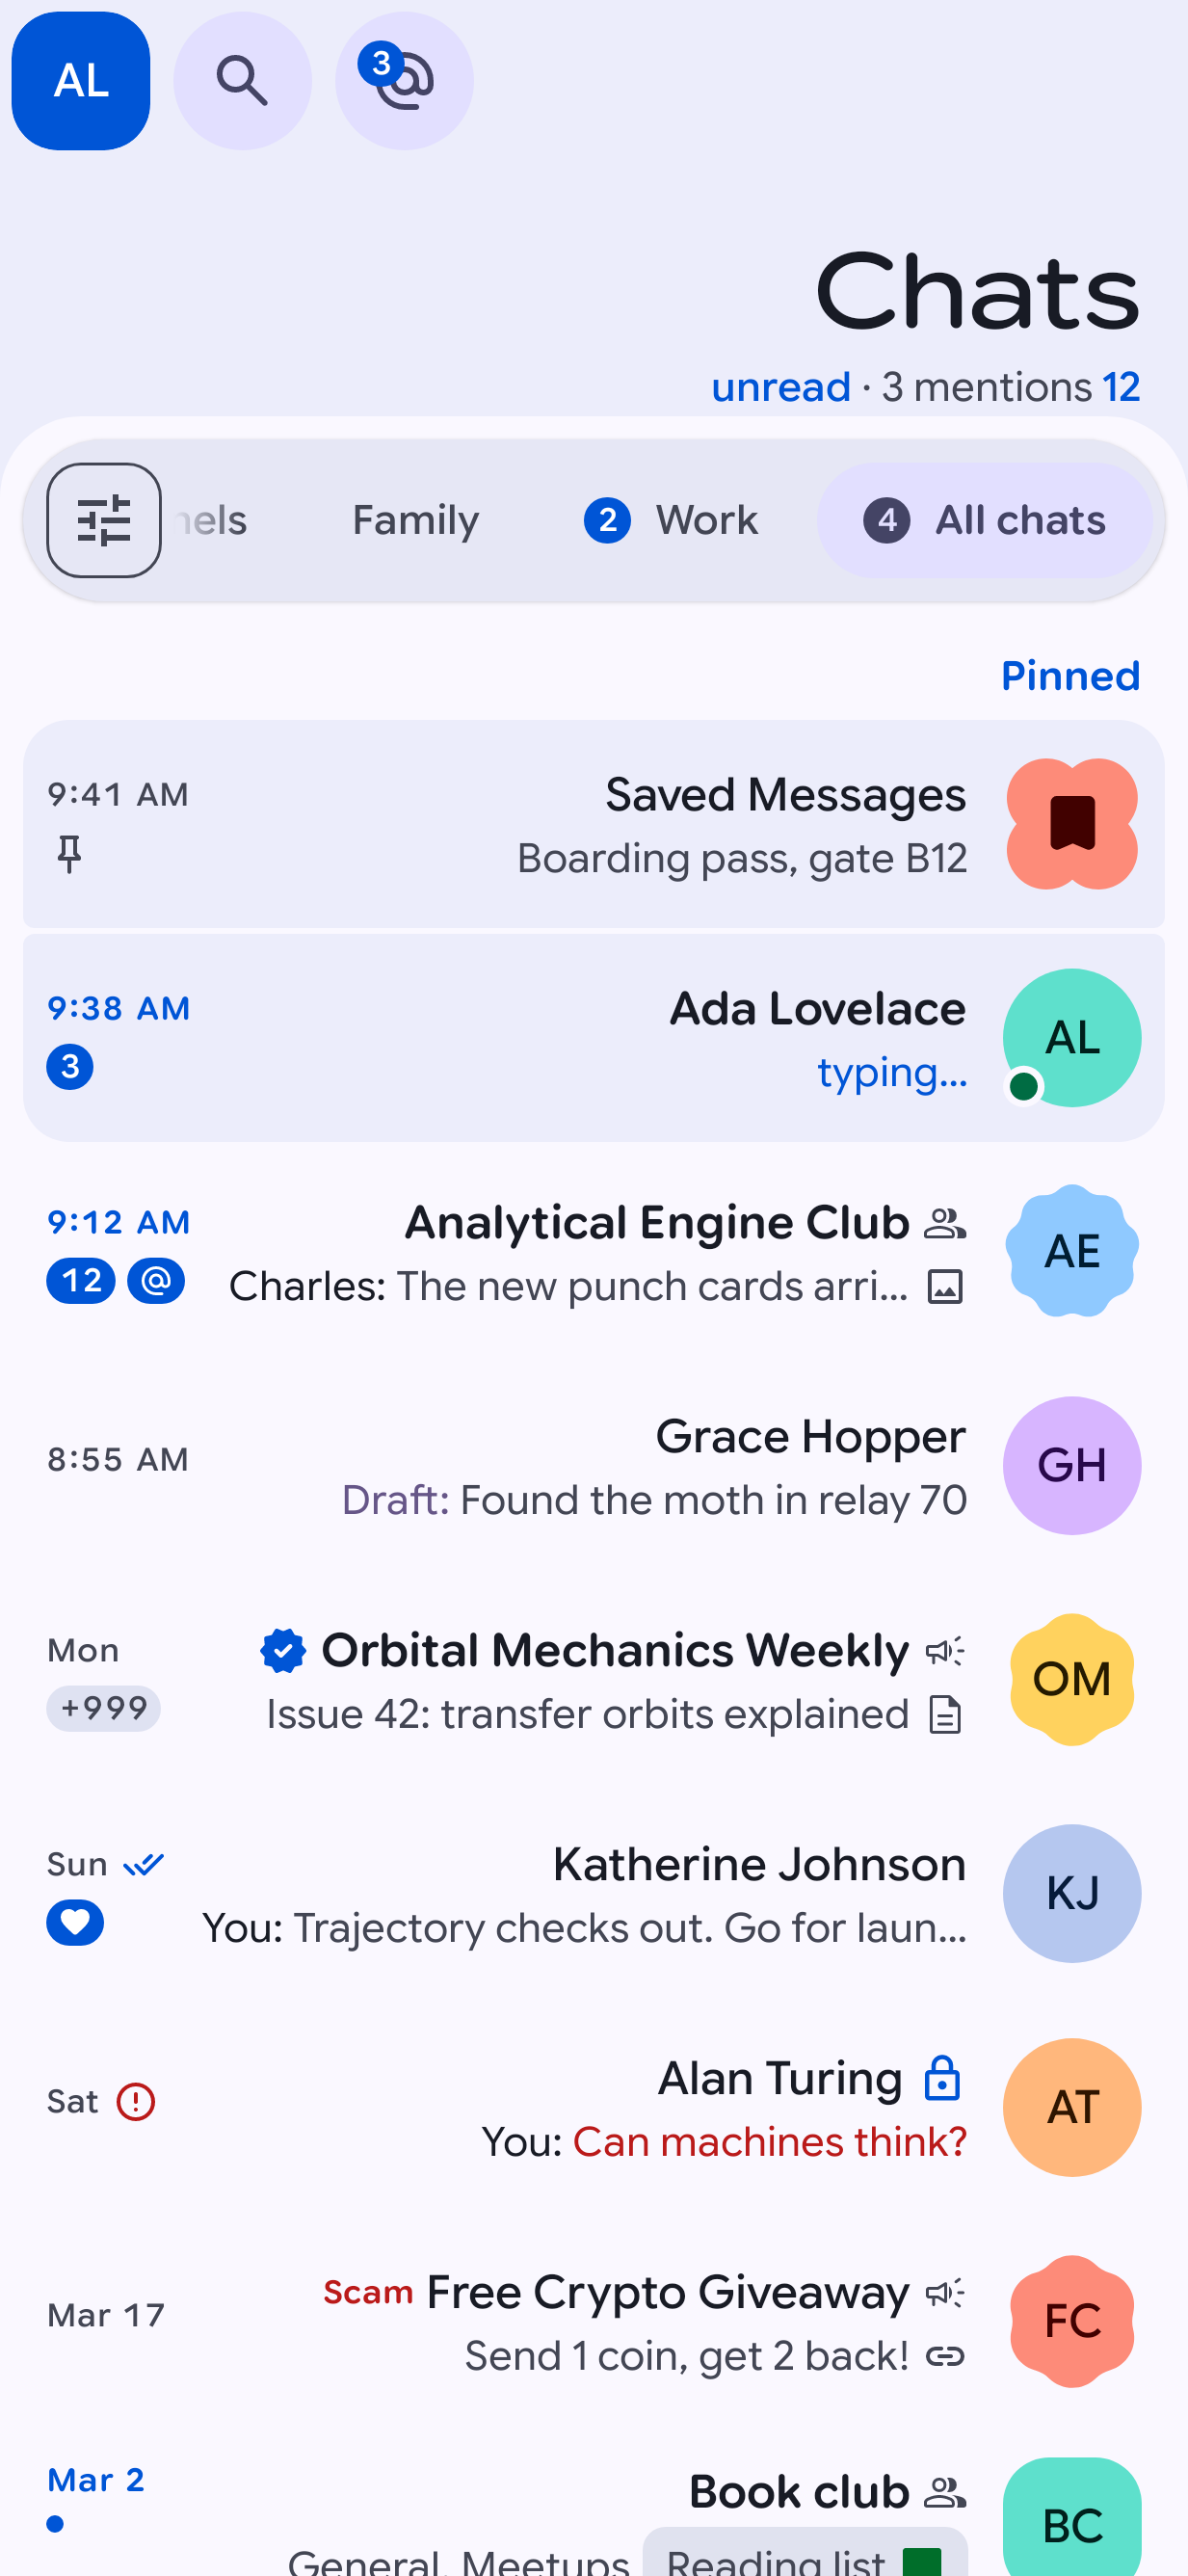 AL
3
Chats
unread · 3 mentions 12
nels
Family
2 Work
4 All chats
Pinned
9:41 AM
Saved Messages
Boarding pass, gate B12
9:38 AM
Ada Lovelace
AL
3
typing...
9:12 AM
Analytical Engine Club
AE
12 @
Charles: The new punch cards arri...
8:55 AM
Grace Hopper
GH
Draft: Found the moth in relay 70
Mon
Orbital Mechanics Weekly
OM
+999
Issue 42: transfer orbits explained
Sun
Katherine Johnson
KJ
You: Trajectory checks out. Go for laun...
Sat
Alan Turing
AT
You: Can machines think?
Mar 17
Scam Free Crypto Giveaway
FC
Send 1 coin, get 2 back!
Mar 2
Book club
BC
General, Meetups Reading list